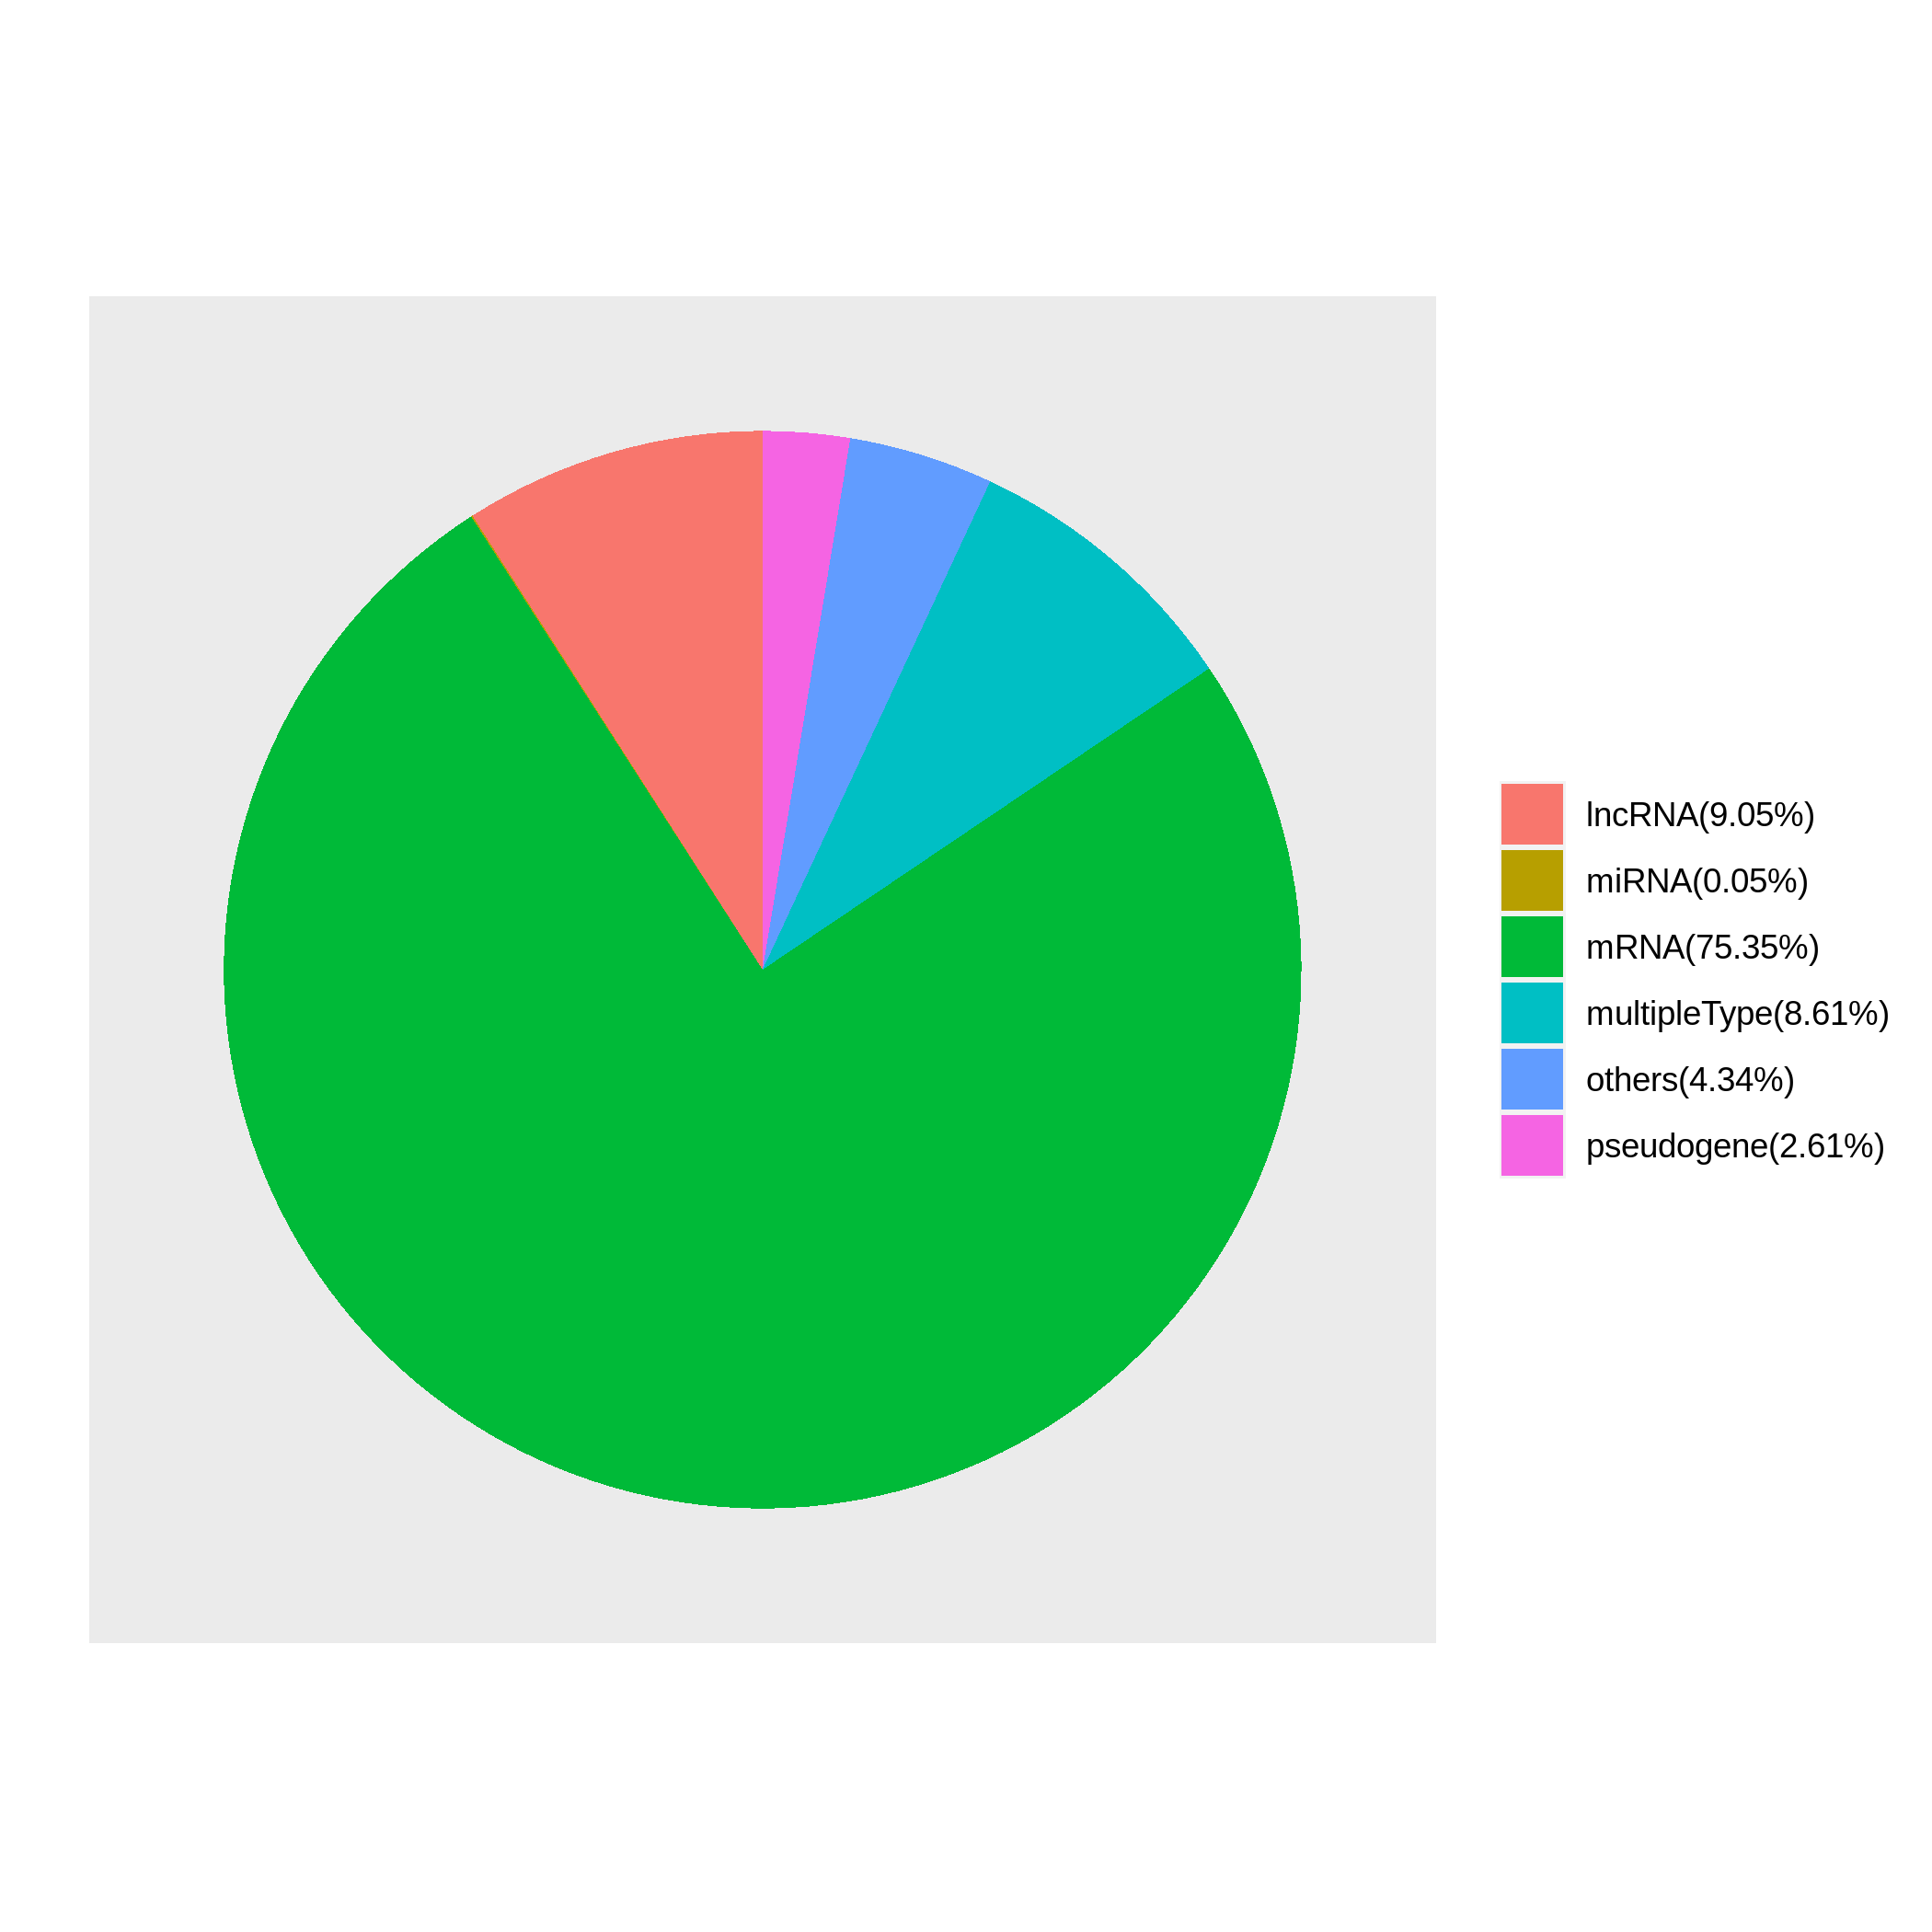 lncRNA(9.05%)
miRNA(0.05%)
mRNA(75.35%)
multipleType(8.61%)
others(4.34%)
pseudogene(2.61%)